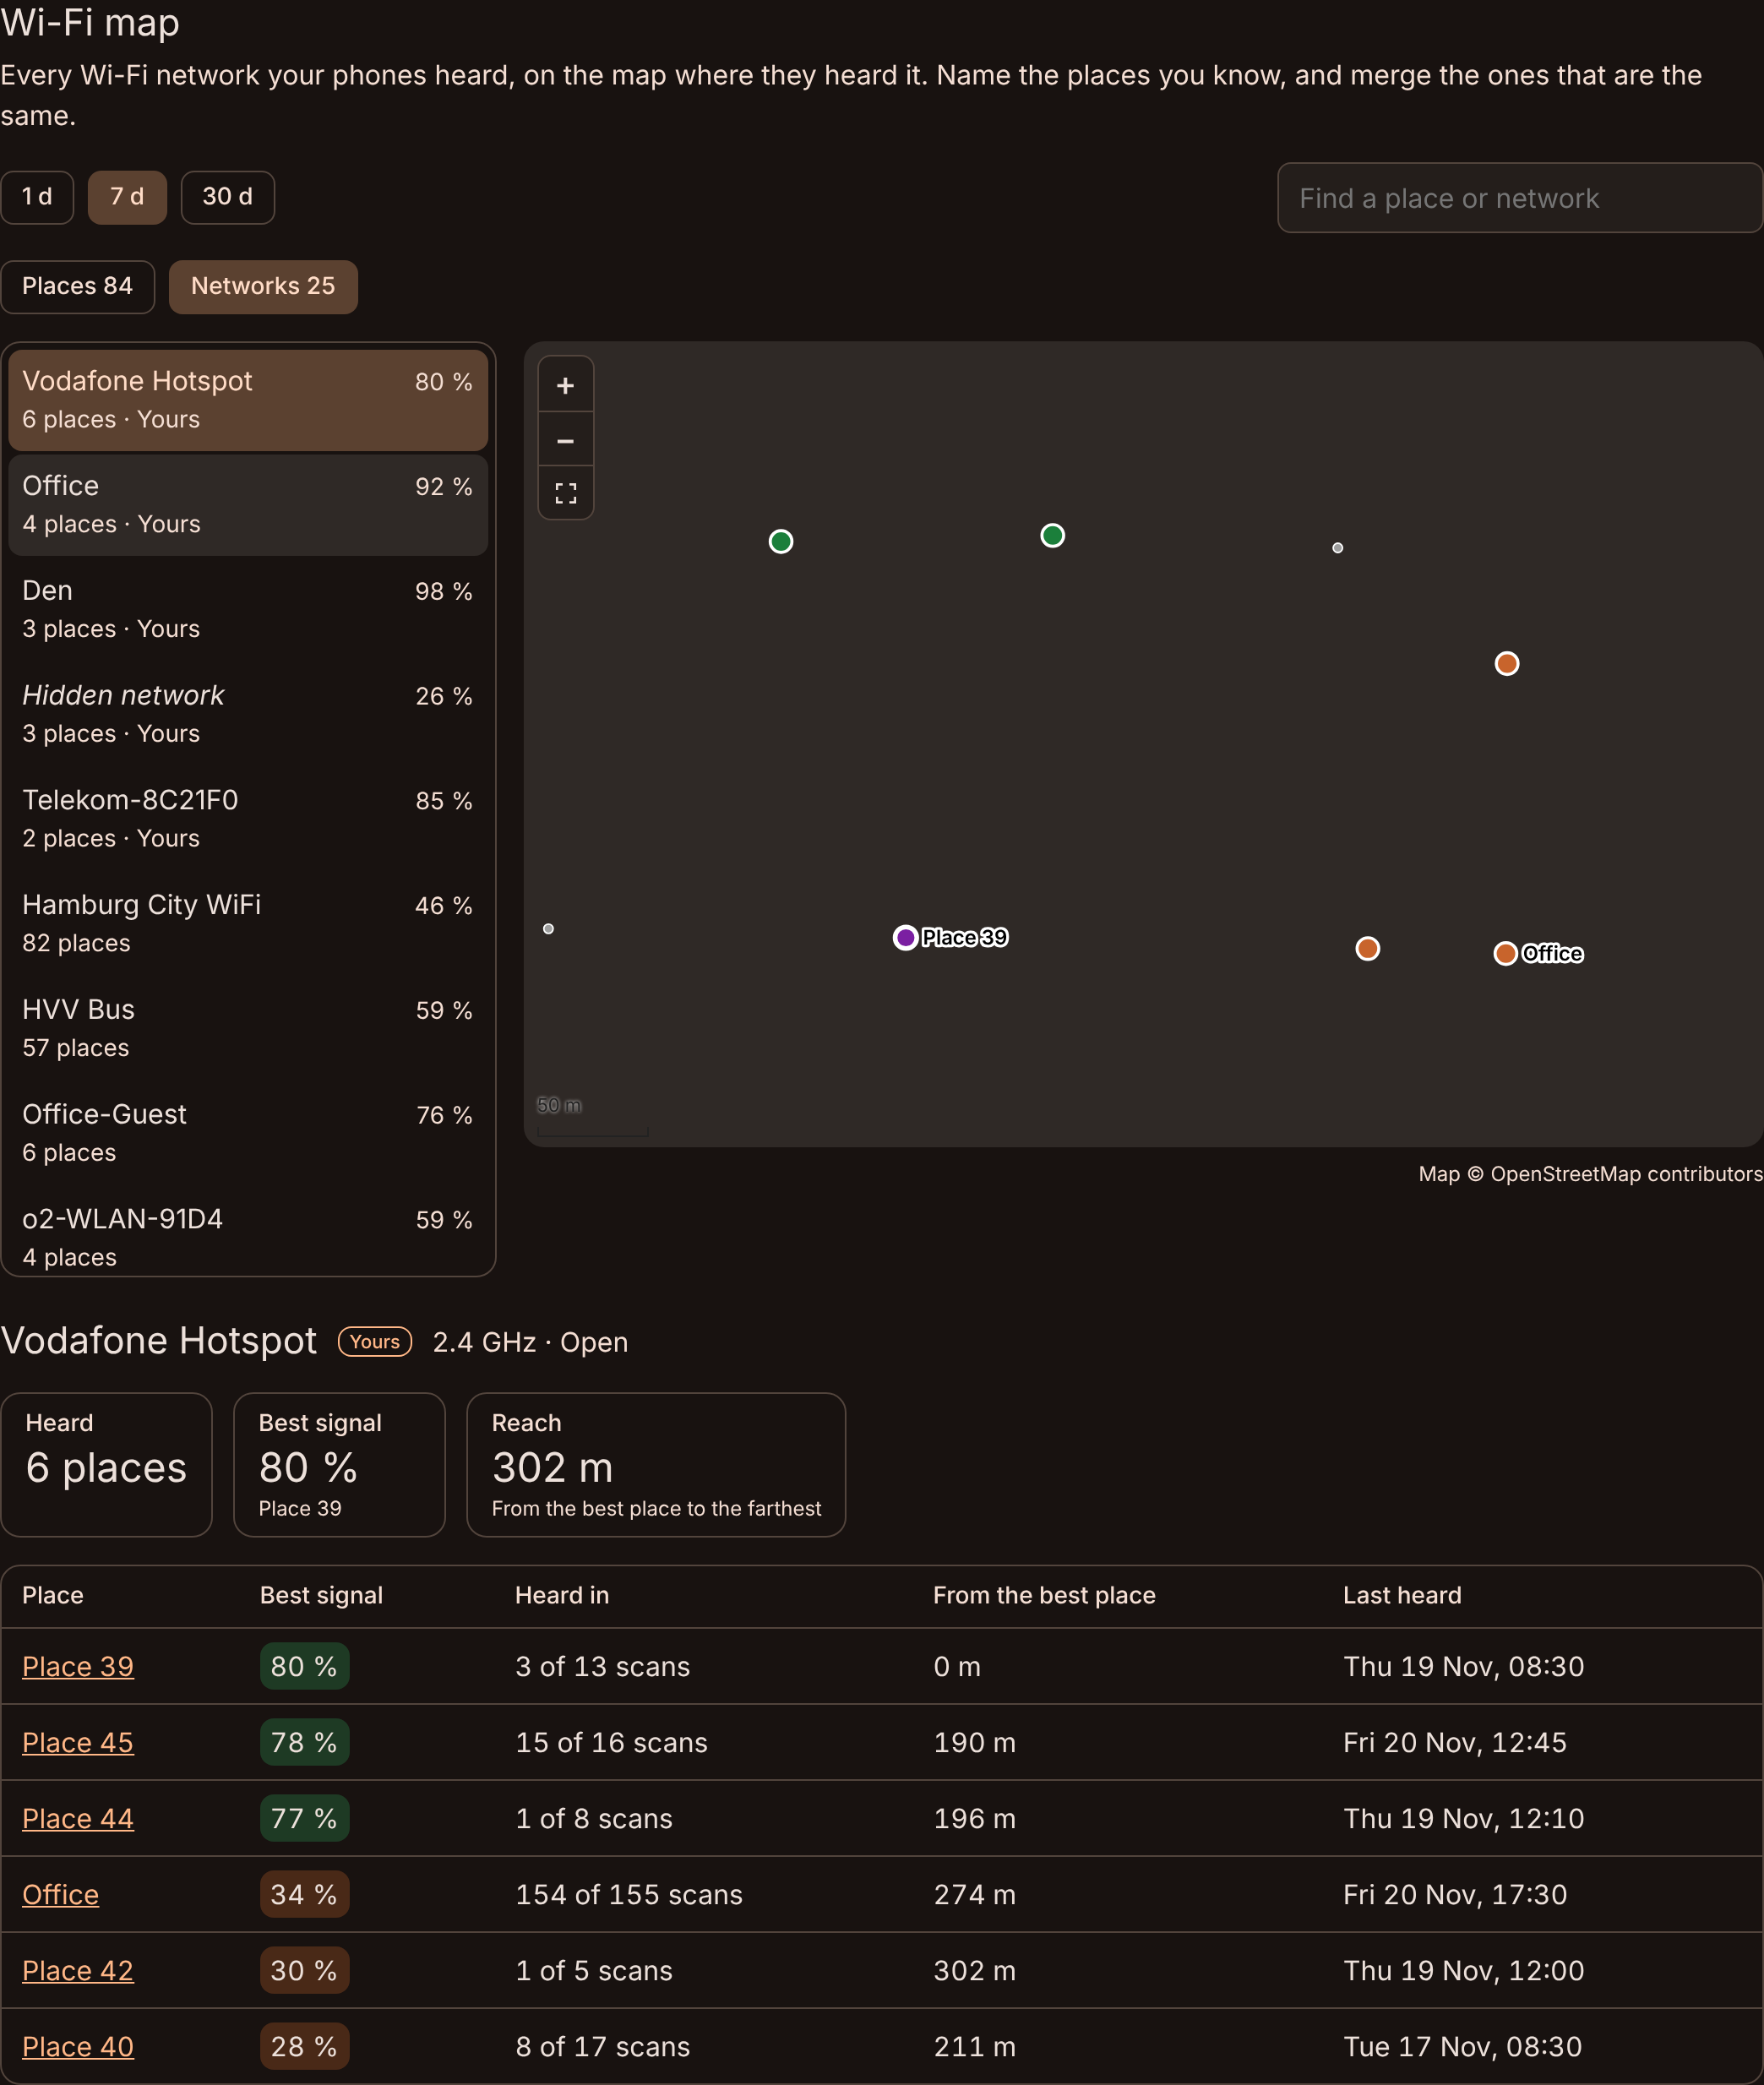 Wi-Fi map
Every Wi-Fi network your phones heard, on the map where they heard it. Name the places you know, and merge the ones that are the
same.
1 d
7 d
30 d
Find a place or network
Places 84
Networks 25
Vodafone Hotspot 80 %
6 places · Yours
Office 92 %
4 places · Yours
Den 98 %
3 places · Yours
Hidden network 26 %
3 places · Yours
Telekom-8C21F0 85 %
2 places · Yours
Hamburg City WiFi 46 %
82 places
HVV Bus 59 %
57 places
Office-Guest 76 %
6 places
o2-WLAN-91D4 59 %
4 places
+
−
Place 39
Office
50 m
Map © OpenStreetMap contributors
Vodafone Hotspot Yours 2.4 GHz · Open
Heard
6 places
Best signal
80 %
Place 39
Reach
302 m
From the best place to the farthest
Place Best signal Heard in From the best place Last heard
Place 39 80 % 3 of 13 scans 0 m Thu 19 Nov, 08:30
Place 45 78 % 15 of 16 scans 190 m Fri 20 Nov, 12:45
Place 44 77 % 1 of 8 scans 196 m Thu 19 Nov, 12:10
Office 34 % 154 of 155 scans 274 m Fri 20 Nov, 17:30
Place 42 30 % 1 of 5 scans 302 m Thu 19 Nov, 12:00
Place 40 28 % 8 of 17 scans 211 m Tue 17 Nov, 08:30